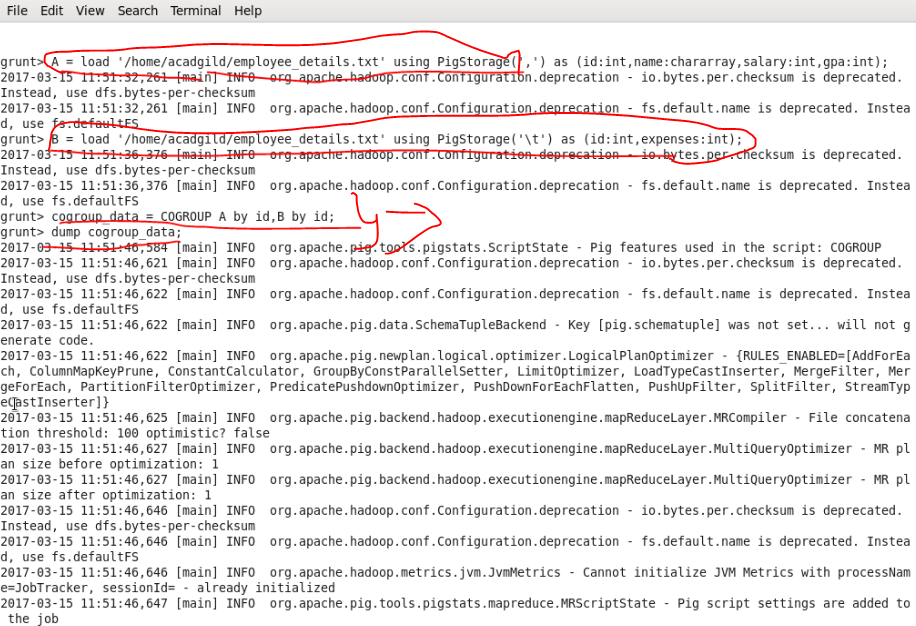 File Edit View Search Terminal Help
grunt> A = load '/home/acadgild/employee_details.txt' using PigStorage(',') as (id:int,name:chararray,salary:int,gpa:int);
2017-03-15 11:51:32,261 [main] INFO  org.apache.hadoop.conf.Configuration.deprecation - io.bytes.per.checksum is deprecated.
Instead, use dfs.bytes-per-checksum
2017-03-15 11:51:32,261 [main] INFO  org.apache.hadoop.conf.Configuration.deprecation - fs.default.name is deprecated. Instea
d, use fs.defaultFS
grunt> B = load '/home/acadgild/employee_details.txt' using PigStorage('\t') as (id:int,expenses:int);
2017-03-15 11:51:36,376 [main] INFO  org.apache.hadoop.conf.Configuration.deprecation - io.bytes.per.checksum is deprecated.
Instead, use dfs.bytes-per-checksum
2017-03-15 11:51:36,376 [main] INFO  org.apache.hadoop.conf.Configuration.deprecation - fs.default.name is deprecated. Instea
d, use fs.defaultFS
grunt> cogroup_data = COGROUP A by id,B by id;
grunt> dump cogroup_data;
2017-03-15 11:51:46,584 [main] INFO  org.apache.pig.tools.pigstats.ScriptState - Pig features used in the script: COGROUP
2017-03-15 11:51:46,621 [main] INFO  org.apache.hadoop.conf.Configuration.deprecation - io.bytes.per.checksum is deprecated.
Instead, use dfs.bytes-per-checksum
2017-03-15 11:51:46,622 [main] INFO  org.apache.hadoop.conf.Configuration.deprecation - fs.default.name is deprecated. Instea
d, use fs.defaultFS
2017-03-15 11:51:46,622 [main] INFO  org.apache.pig.data.SchemaTupleBackend - Key [pig.schematuple] was not set... will not g
enerate code.
2017-03-15 11:51:46,622 [main] INFO  org.apache.pig.newplan.logical.optimizer.LogicalPlanOptimizer - {RULES_ENABLED=[AddForEa
ch, ColumnMapKeyPrune, ConstantCalculator, GroupByConstParallelSetter, LimitOptimizer, LoadTypeCastInserter, MergeFilter, Mer
geForEach, PartitionFilterOptimizer, PredicatePushdownOptimizer, PushDownForEachFlatten, PushUpFilter, SplitFilter, StreamTyp
eCastInserter]}
2017-03-15 11:51:46,625 [main] INFO  org.apache.pig.backend.hadoop.executionengine.mapReduceLayer.MRCompiler - File concatena
tion threshold: 100 optimistic? false
2017-03-15 11:51:46,627 [main] INFO  org.apache.pig.backend.hadoop.executionengine.mapReduceLayer.MultiQueryOptimizer - MR pl
an size before optimization: 1
2017-03-15 11:51:46,627 [main] INFO  org.apache.pig.backend.hadoop.executionengine.mapReduceLayer.MultiQueryOptimizer - MR pl
an size after optimization: 1
2017-03-15 11:51:46,646 [main] INFO  org.apache.hadoop.conf.Configuration.deprecation - io.bytes.per.checksum is deprecated.
Instead, use dfs.bytes-per-checksum
2017-03-15 11:51:46,646 [main] INFO  org.apache.hadoop.conf.Configuration.deprecation - fs.default.name is deprecated. Instea
d, use fs.defaultFS
2017-03-15 11:51:46,646 [main] INFO  org.apache.hadoop.metrics.jvm.JvmMetrics - Cannot initialize JVM Metrics with processNam
e=JobTracker, sessionId= - already initialized
2017-03-15 11:51:46,647 [main] INFO  org.apache.pig.tools.pigstats.mapreduce.MRScriptState - Pig script settings are added to
 the job